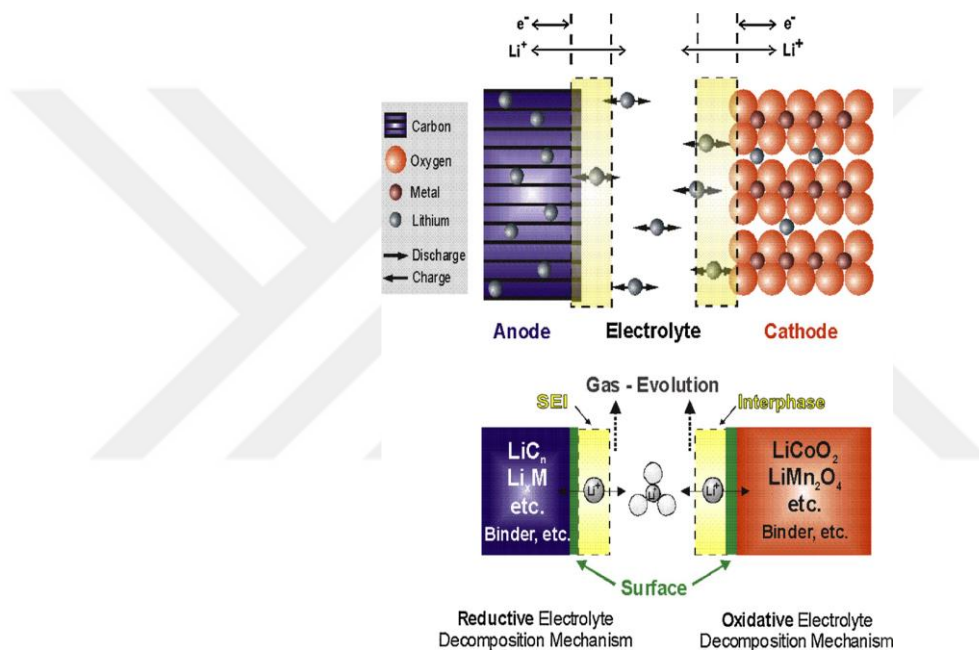 e⁻
e⁻
Li⁺
Li⁺
Carbon
Oxygen
Metal
Lithium
Discharge
Charge
Anode
Electrolyte
Cathode
Gas - Evolution
SEI
Interphase
LiCₙ
LiₓM
etc.
Binder, etc.
Li⁺
Li⁺
Li⁺
LiCoO₂
LiMn₂O₄
etc.
Binder, etc.
Surface
Reductive Electrolyte
Decomposition Mechanism
Oxidative Electrolyte
Decomposition Mechanism